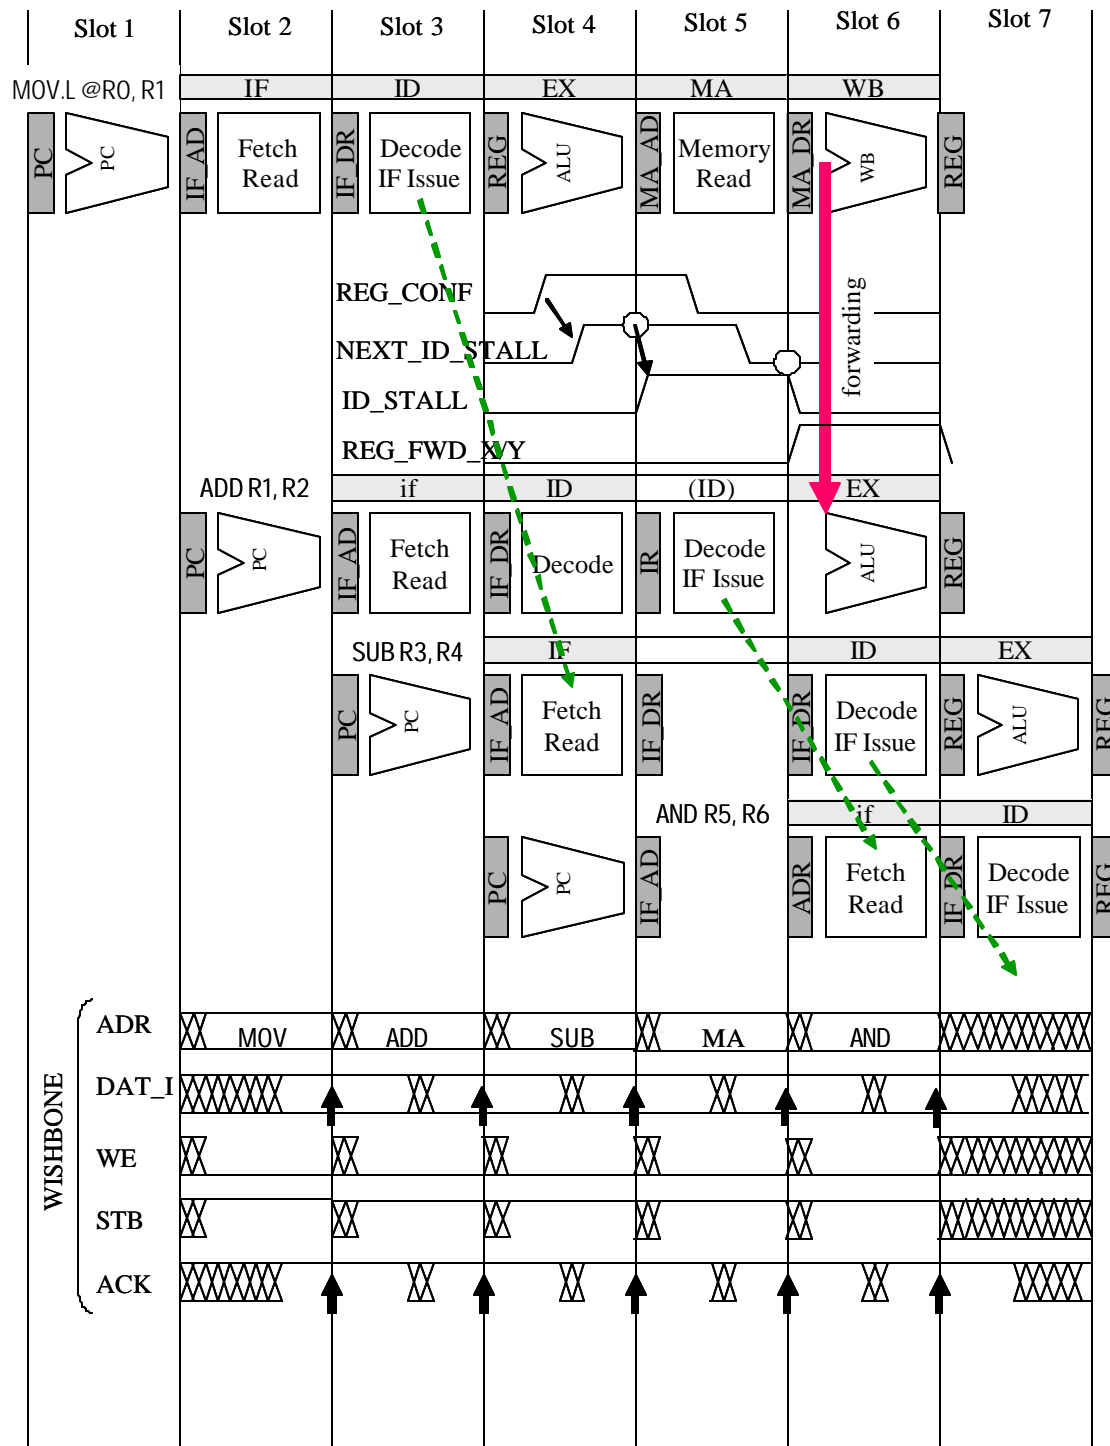 Slot 1 Slot 2 Slot 3 Slot 4 Slot 5 Slot 6 Slot 7
MOV.L @R0, R1 IF ID EX MA WB
PC PC IF_AD Fetch Read IF_DR Decode IF Issue REG ALU MA_AD Memory Read MA_DR WB REG
REG_CONF
NEXT_ID_STALL
ID_STALL
REG_FWD_X/Y
forwarding
ADD R1, R2 if ID (ID) EX
PC PC IF_AD Fetch Read IF_DR Decode IR Decode IF Issue ALU REG
SUB R3, R4 IF ID EX
PC PC IF_AD Fetch Read IF_DR IF_DR Decode IF Issue REG ALU REG
AND R5, R6 if ID
PC PC IF_AD ADR Fetch Read IF_DR Decode IF Issue REG
WISHBONE
ADR MOV ADD SUB MA AND
DAT_I
WE
STB
ACK